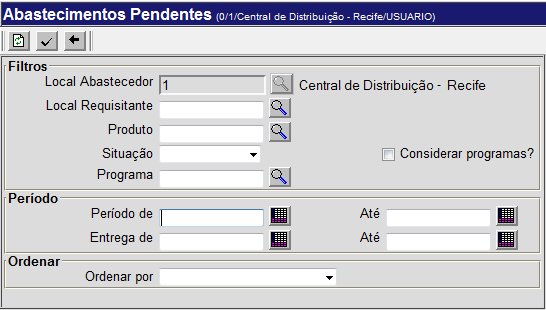 Abastecimentos Pendentes (0/1/Central de Distribuição - Recife/USUARIO)
Filtros
Local Abastecedor 1 Central de Distribuição - Recife
Local Requisitante
Produto
Situação Considerar programas?
Programa
Período
Período de Até
Entrega de Até
Ordenar
Ordenar por